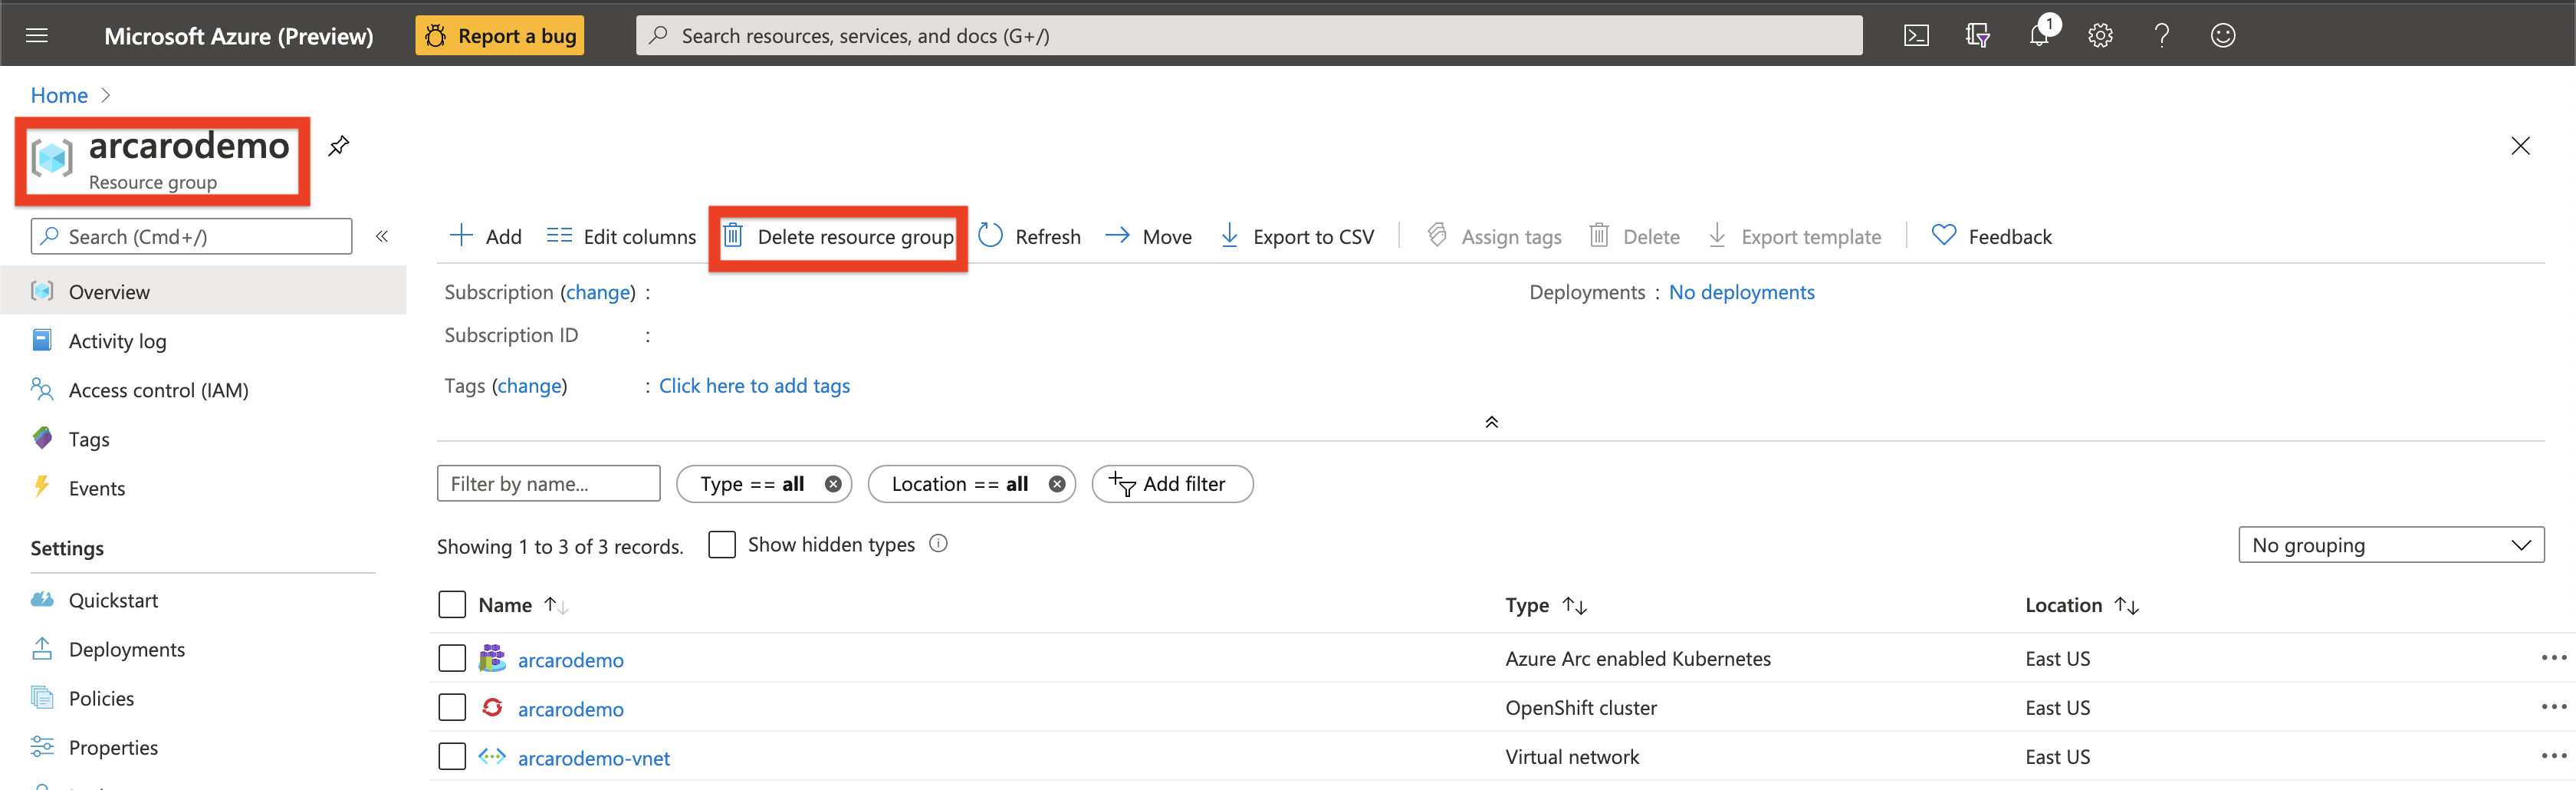 Microsoft Azure (Preview) Report a bug Search resources, services, and docs (G+/) 1
Home
arcarodemo
Resource group
Search (Cmd+/)
Add Edit columns Delete resource group Refresh Move Export to CSV Assign tags Delete Export template Feedback
Overview
Activity log
Access control (IAM)
Tags
Events
Settings
Quickstart
Deployments
Policies
Properties
Subscription (change) :
Deployments : No deployments
Subscription ID :
Tags (change) : Click here to add tags
Filter by name... Type == all Location == all Add filter
Showing 1 to 3 of 3 records. Show hidden types No grouping
Name Type Location
arcarodemo Azure Arc enabled Kubernetes East US
arcarodemo OpenShift cluster East US
arcarodemo-vnet Virtual network East US